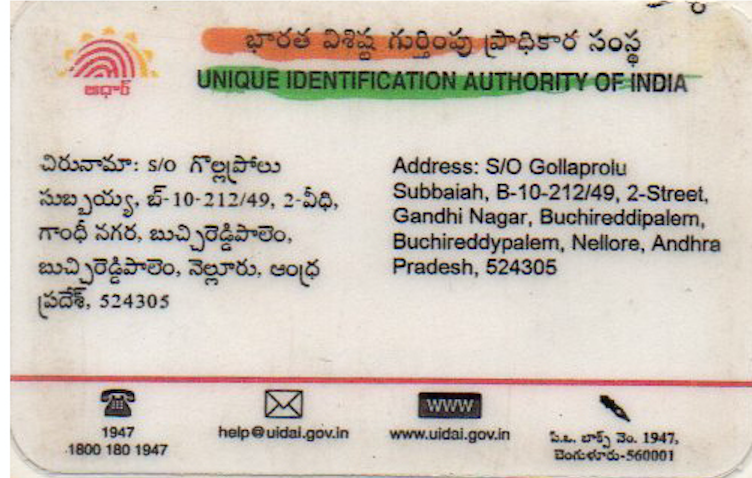 భారత విశిష్ట గుర్తింపు ప్రాధికార సంస్థ
UNIQUE IDENTIFICATION AUTHORITY OF INDIA
ఆధార్
చిరునామా: S/O గొల్లప్రోలు
సుబ్బయ్య, బ్-10-212/49, 2-వీధి,
గాంధీ నగర, బుచ్చిరెడ్డిపాలెం,
బుచ్చిరెడ్డిపాలెం, నెల్లూరు, ఆంధ్ర
ప్రదేశ్, 524305
Address: S/O Gollaprolu
Subbaiah, B-10-212/49, 2-Street,
Gandhi Nagar, Buchireddipalem,
Buchireddypalem, Nellore, Andhra
Pradesh, 524305
1947
1800 180 1947
help@uidai.gov.in
WWW
www.uidai.gov.in
పి.ఒ. బాక్స్ నెం. 1947,
బెంగుళూరు-560001